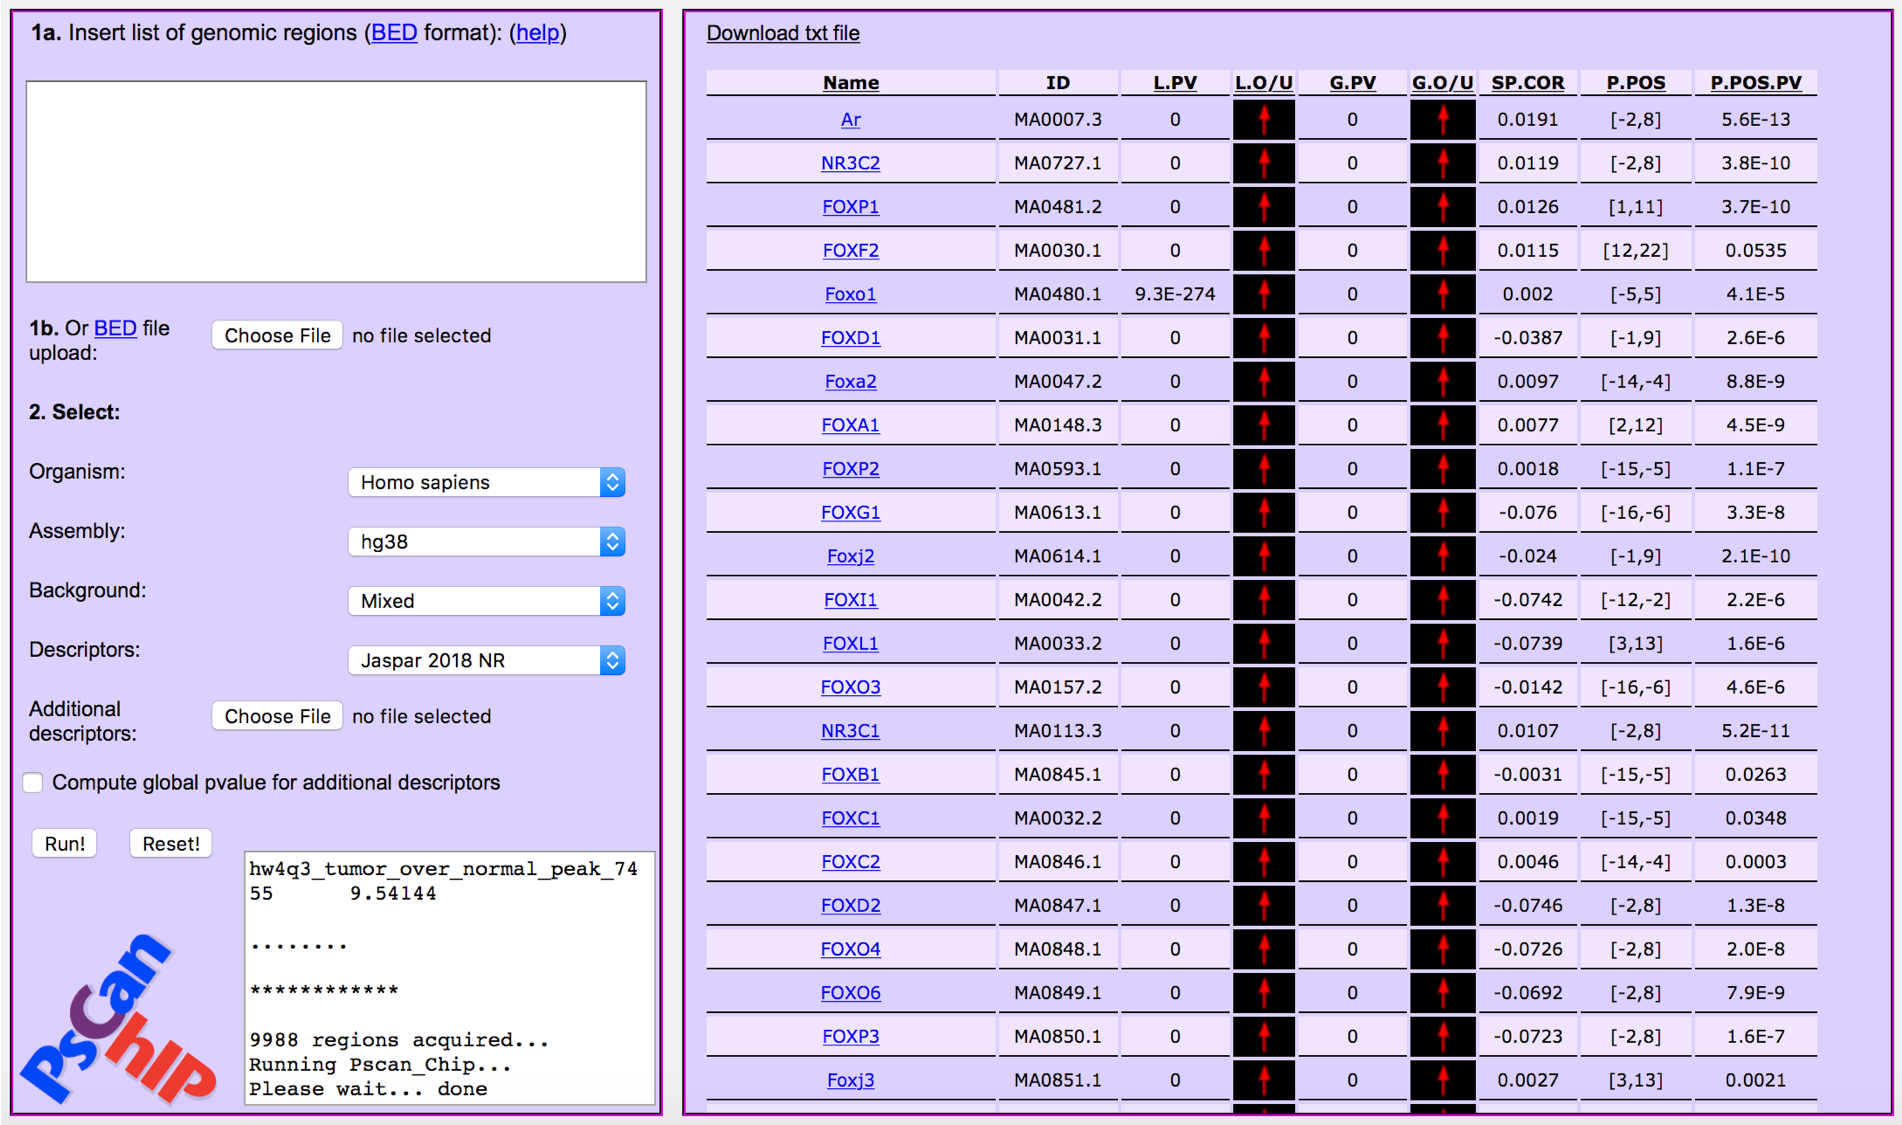 1a. Insert list of genomic regions (BED format): (help)
1b. Or BED file
upload:
Choose File no file selected
2. Select:
Organism:
Homo sapiens
Assembly:
hg38
Background:
Mixed
Descriptors:
Jaspar 2018 NR
Additional
descriptors:
Choose File no file selected
Compute global pvalue for additional descriptors
Run! Reset!
hw4q3_tumor_over_normal_peak_74
55 9.54144
........
************
9988 regions acquired...
Running Pscan_Chip...
Please wait... done
PsCanChIP
Download txt file
Name ID L.PV L.O/U G.PV G.O/U SP.COR P.POS P.POS.PV
Ar MA0007.3 0 0 0.0191 [-2,8] 5.6E-13
NR3C2 MA0727.1 0 0 0.0119 [-2,8] 3.8E-10
FOXP1 MA0481.2 0 0 0.0126 [1,11] 3.7E-10
FOXF2 MA0030.1 0 0 0.0115 [12,22] 0.0535
Foxo1 MA0480.1 9.3E-274 0 0.002 [-5,5] 4.1E-5
FOXD1 MA0031.1 0 0 -0.0387 [-1,9] 2.6E-6
Foxa2 MA0047.2 0 0 0.0097 [-14,-4] 8.8E-9
FOXA1 MA0148.3 0 0 0.0077 [2,12] 4.5E-9
FOXP2 MA0593.1 0 0 0.0018 [-15,-5] 1.1E-7
FOXG1 MA0613.1 0 0 -0.076 [-16,-6] 3.3E-8
Foxj2 MA0614.1 0 0 -0.024 [-1,9] 2.1E-10
FOXI1 MA0042.2 0 0 -0.0742 [-12,-2] 2.2E-6
FOXL1 MA0033.2 0 0 -0.0739 [3,13] 1.6E-6
FOXO3 MA0157.2 0 0 -0.0142 [-16,-6] 4.6E-6
NR3C1 MA0113.3 0 0 0.0107 [-2,8] 5.2E-11
FOXB1 MA0845.1 0 0 -0.0031 [-15,-5] 0.0263
FOXC1 MA0032.2 0 0 0.0019 [-15,-5] 0.0348
FOXC2 MA0846.1 0 0 0.0046 [-14,-4] 0.0003
FOXD2 MA0847.1 0 0 -0.0746 [-2,8] 1.3E-8
FOXO4 MA0848.1 0 0 -0.0726 [-2,8] 2.0E-8
FOXO6 MA0849.1 0 0 -0.0692 [-2,8] 7.9E-9
FOXP3 MA0850.1 0 0 -0.0723 [-2,8] 1.6E-7
Foxj3 MA0851.1 0 0 0.0027 [3,13] 0.0021